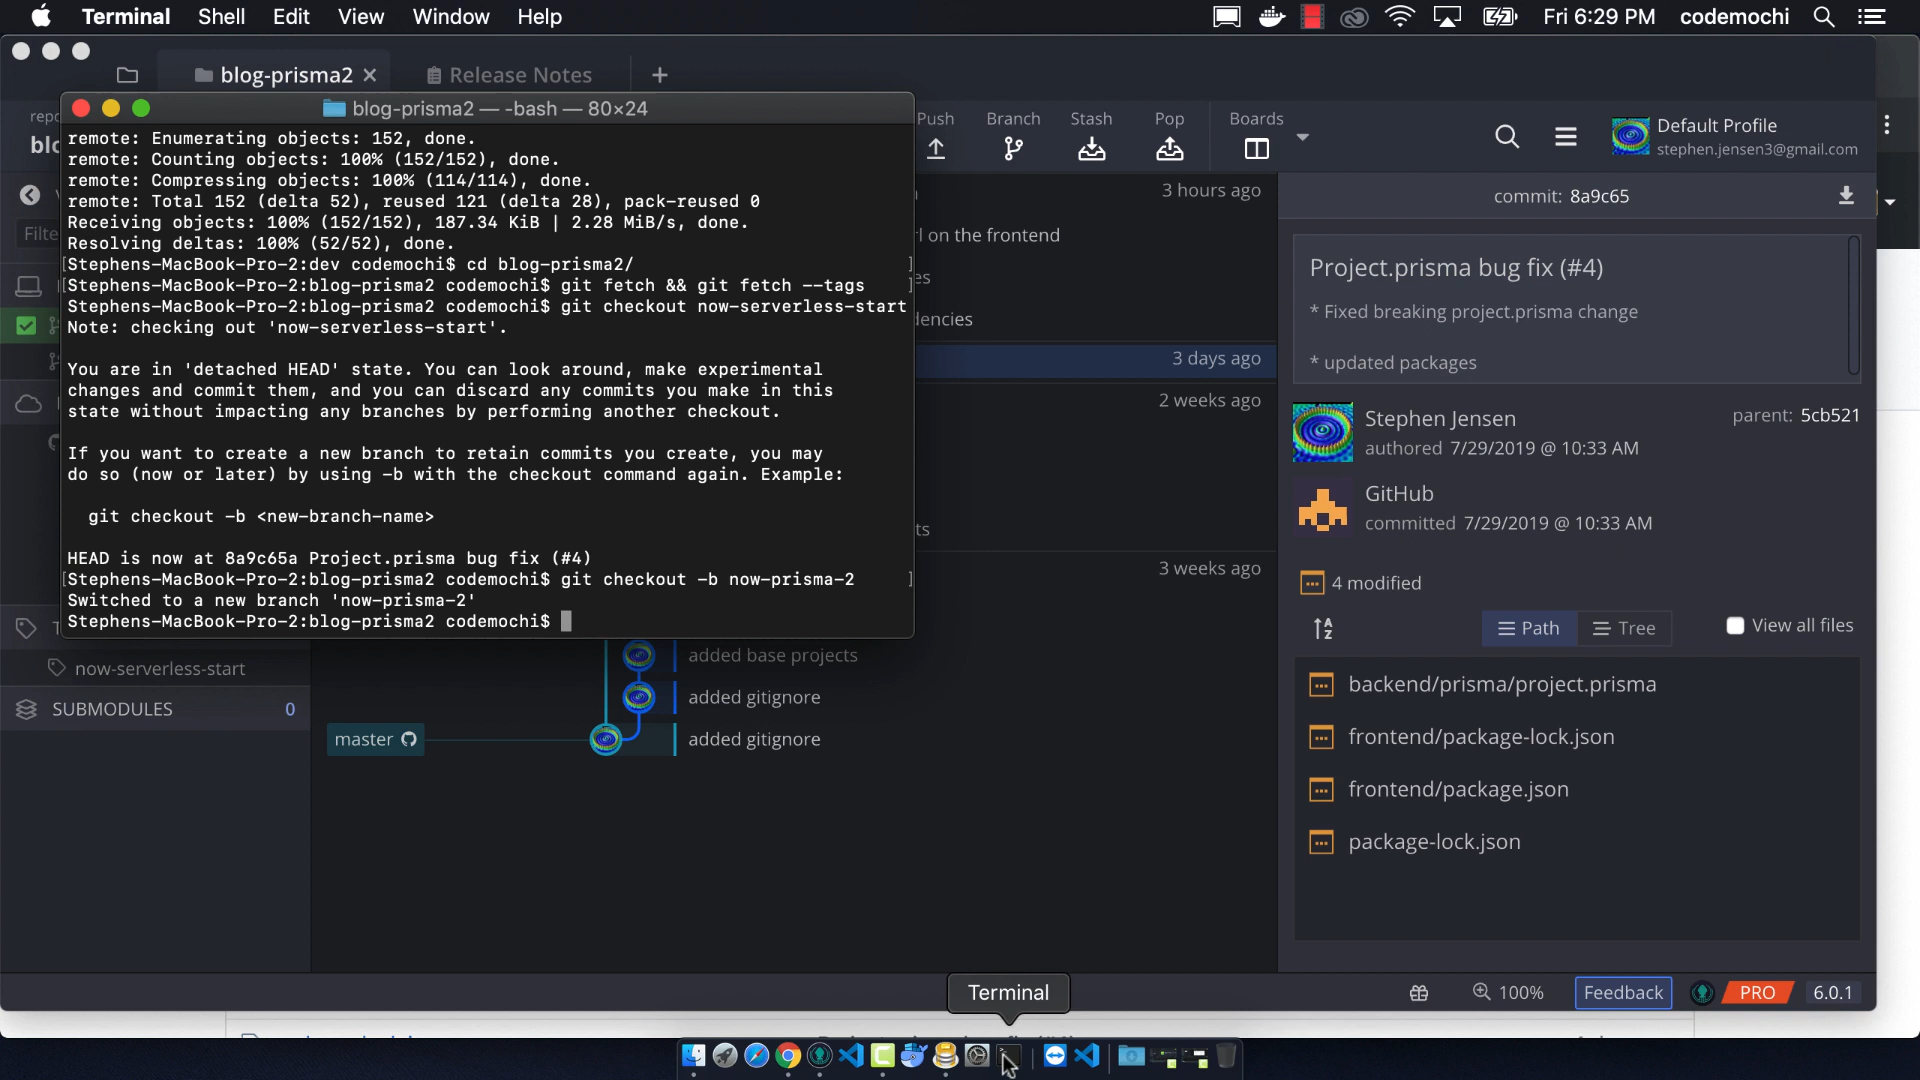 Terminal Shell Edit View Window Help
Fri 6:29 PM codemochi
blog-prisma2
Release Notes
blog-prisma2 — -bash — 80×24
remote: Enumerating objects: 152, done.
remote: Counting objects: 100% (152/152), done.
remote: Compressing objects: 100% (114/114), done.
remote: Total 152 (delta 52), reused 121 (delta 28), pack-reused 0
Receiving objects: 100% (152/152), 187.34 KiB | 2.28 MiB/s, done.
Resolving deltas: 100% (52/52), done.
[Stephens-MacBook-Pro-2:dev codemochi$ cd blog-prisma2/ ]
[Stephens-MacBook-Pro-2:blog-prisma2 codemochi$ git fetch && git fetch --tags ]
Stephens-MacBook-Pro-2:blog-prisma2 codemochi$ git checkout now-serverless-start
Note: checking out 'now-serverless-start'.
You are in 'detached HEAD' state. You can look around, make experimental
changes and commit them, and you can discard any commits you make in this
state without impacting any branches by performing another checkout.
If you want to create a new branch to retain commits you create, you may
do so (now or later) by using -b with the checkout command again. Example:
git checkout -b <new-branch-name>
HEAD is now at 8a9c65a Project.prisma bug fix (#4)
[Stephens-MacBook-Pro-2:blog-prisma2 codemochi$ git checkout -b now-prisma-2 ]
Switched to a new branch 'now-prisma-2'
Stephens-MacBook-Pro-2:blog-prisma2 codemochi$
repo
blo
Filte
now-serverless-start
SUBMODULES 0
Push Branch Stash Pop Boards
Default Profile
stephen.jensen3@gmail.com
3 hours ago
rl on the frontend
es
dencies
3 days ago
2 weeks ago
ts
3 weeks ago
added base projects
added gitignore
master added gitignore
commit: 8a9c65
Project.prisma bug fix (#4)
* Fixed breaking project.prisma change
* updated packages
Stephen Jensen
authored 7/29/2019 @ 10:33 AM
parent: 5cb521
GitHub
committed 7/29/2019 @ 10:33 AM
4 modified
Path Tree View all files
backend/prisma/project.prisma
frontend/package-lock.json
frontend/package.json
package-lock.json
100% Feedback PRO 6.0.1
Terminal